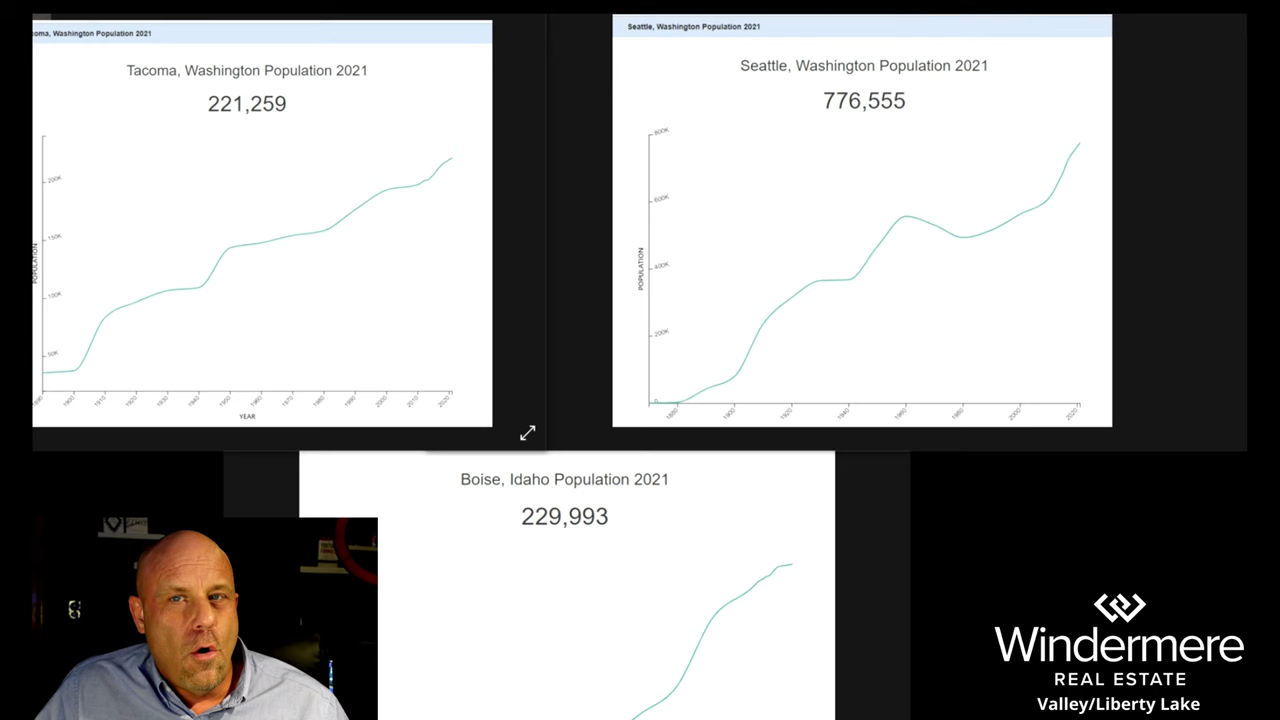 oma, Washington Population 2021
Tacoma, Washington Population 2021
221,259
200K
150K
100K
50K
POPULATION
1890
1900
1910
1920
1930
1940
1950
1960
1970
1980
1990
2000
2010
2020
YEAR
Seattle, Washington Population 2021
Seattle, Washington Population 2021
776,555
800K
600K
400K
200K
0
POPULATION
1880
1900
1920
1940
1960
1980
2000
2020
Boise, Idaho Population 2021
229,993
Windermere
REAL ESTATE
Valley/Liberty Lake